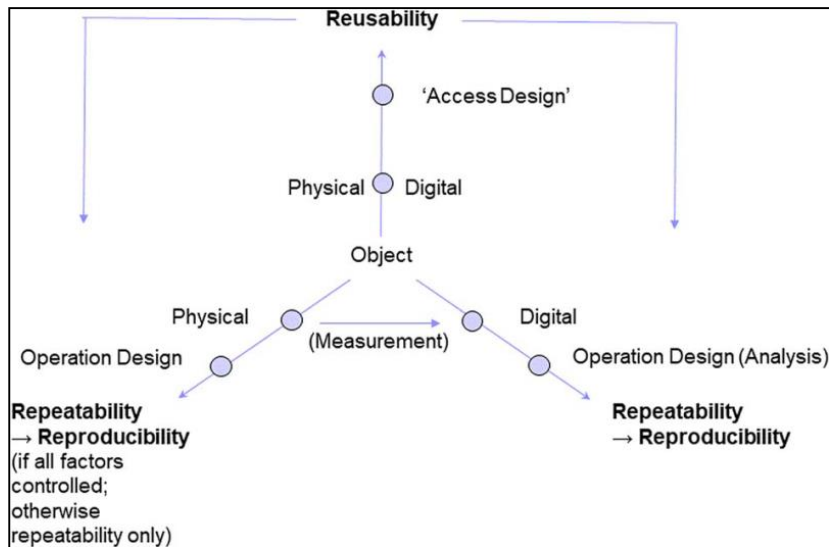 Reusability
'Access Design'
Physical Digital
Object
Physical
Digital
(Measurement)
Operation Design
Operation Design (Analysis)
Repeatability
→ Reproducibility
(if all factors
controlled;
otherwise
repeatability only)
Repeatability
→ Reproducibility